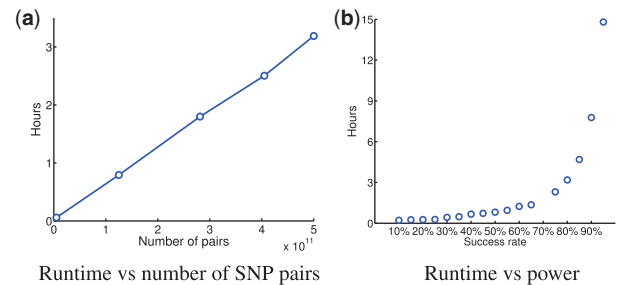 (a)
3
2
1
0
Hours
0 1 2 3 4 5
Number of pairs
x 10^11
Runtime vs number of SNP pairs
(b)
15
12
9
6
3
0
Hours
10% 20% 30% 40% 50% 60% 70% 80% 90%
Success rate
Runtime vs power